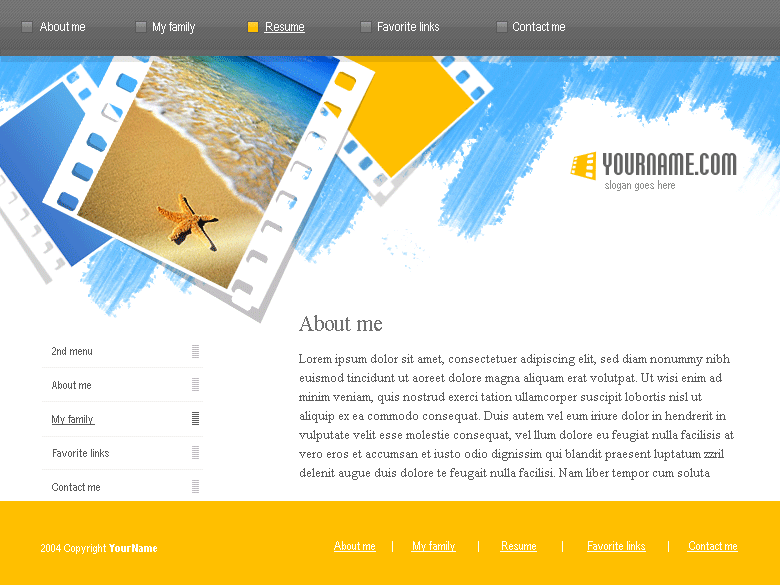 About me My family Resume Favorite links Contact me
YOURNAME.COM
slogan goes here
About me
Lorem ipsum dolor sit amet, consectetuer adipiscing elit, sed diam nonummy nibh
euismod tincidunt ut aoreet dolore magna aliquam erat volutpat. Ut wisi enim ad
minim veniam, quis nostrud exerci tation ullamcorper suscipit lobortis nisl ut
aliquip ex ea commodo consequat. Duis autem vel eum iriure dolor in hendrerit in
vulputate velit esse molestie consequat, vel llum dolore eu feugiat nulla facilisis at
vero eros et accumsan et iusto odio dignissim qui blandit praesent luptatum zzril
delenit augue duis dolore te feugait nulla facilisi. Nam liber tempor cum soluta
2nd menu
About me
My family
Favorite links
Contact me
2004 Copyright YourName
About me | My family | Resume | Favorite links | Contact me